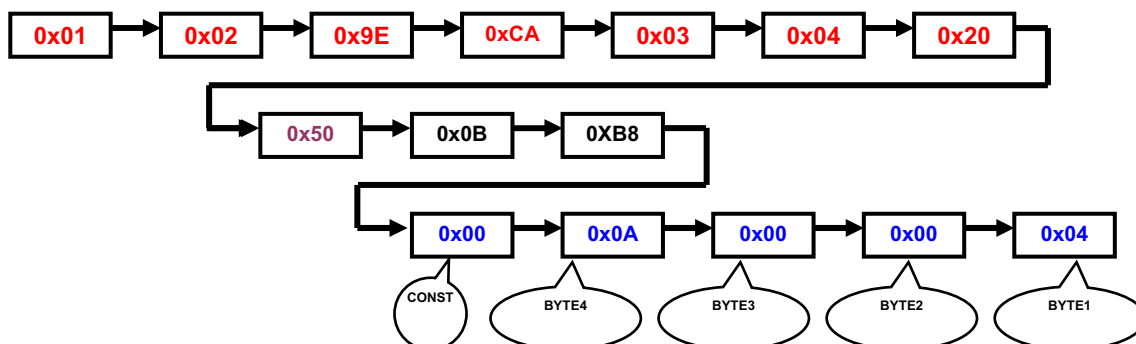 0x01 0x02 0x9E 0xCA 0x03 0x04 0x20
0x50 0x0B 0XB8
0x00 0x0A 0x00 0x00 0x04
CONST BYTE4 BYTE3 BYTE2 BYTE1